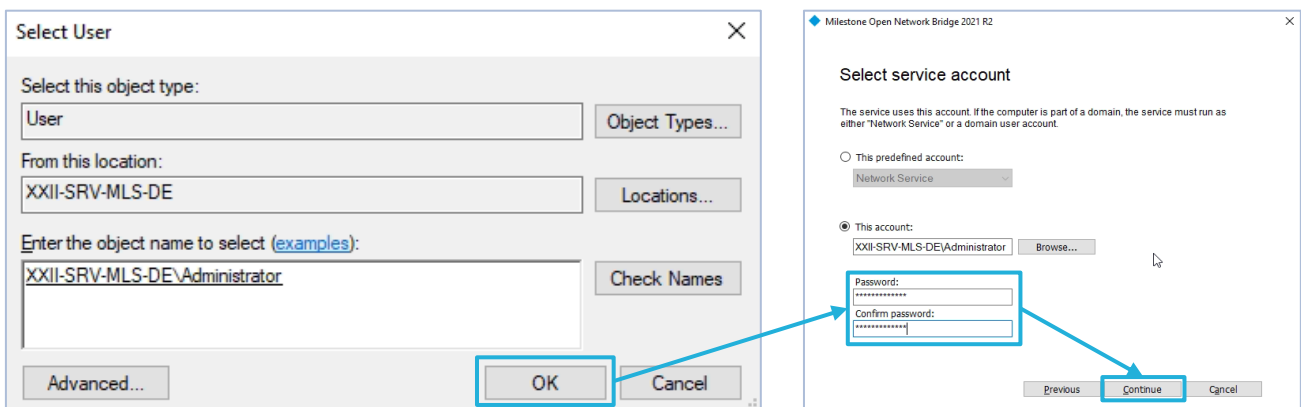 Select User
Select this object type:
User
Object Types...
From this location:
XXII-SRV-MLS-DE
Locations...
Enter the object name to select (examples):
XXII-SRV-MLS-DE\Administrator
Check Names
Advanced...
OK
Cancel
Milestone Open Network Bridge 2021 R2
Select service account
The service uses this account. If the computer is part of a domain, the service must run as
either "Network Service" or a domain user account.
This predefined account:
Network Service
This account:
XXII-SRV-MLS-DE\Administrator
Browse...
Password:
*************
Confirm password:
*************
Previous
Continue
Cancel